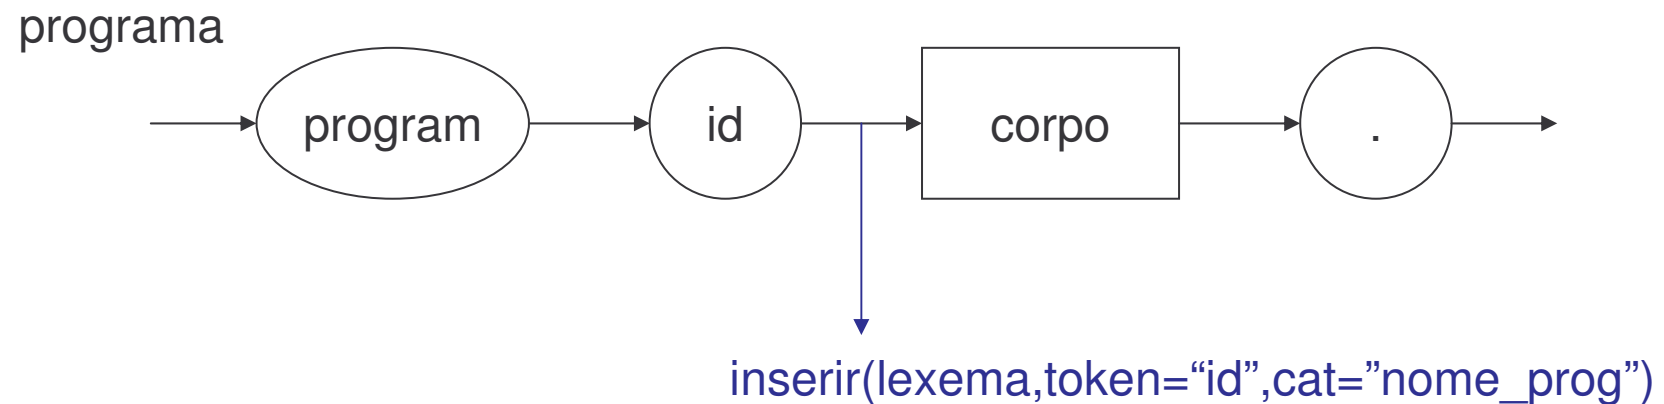 programa
program id corpo .
inserir(lexema,token=“id”,cat=”nome_prog”)